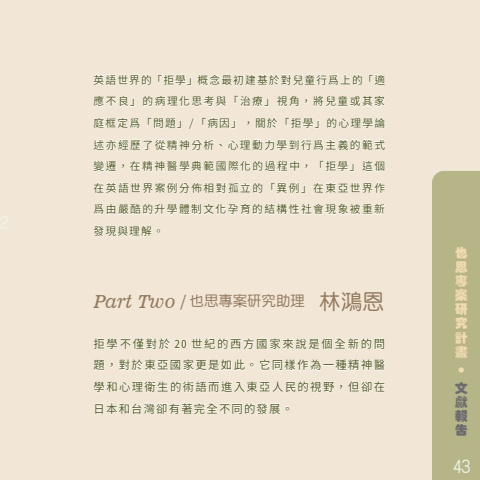 英語世界的「拒學」概念最初建基於對兒童行爲上的「適
應不良」的病理化思考與「治療」視角，將兒童或其家
庭框定爲「問題」/「病因」，關於「拒學」的心理學論
述亦經歷了從精神分析、心理動力學到行爲主義的範式
變遷，在精神醫學典範國際化的過程中，「拒學」這個
在英語世界案例分佈相對孤立的「異例」在東亞世界作
爲由嚴酷的升學體制文化孕育的結構性社會現象被重新
發現與理解。
Part Two / 也思專案研究助理 林鴻恩
拒學不僅對於 20 世紀的西方國家來說是個全新的問
題，對於東亞國家更是如此。它同樣作為一種精神醫
學和心理衛生的術語而進入東亞人民的視野，但卻在
日本和台灣卻有著完全不同的發展。
也思專案研究計畫 • 文獻報告
43
2